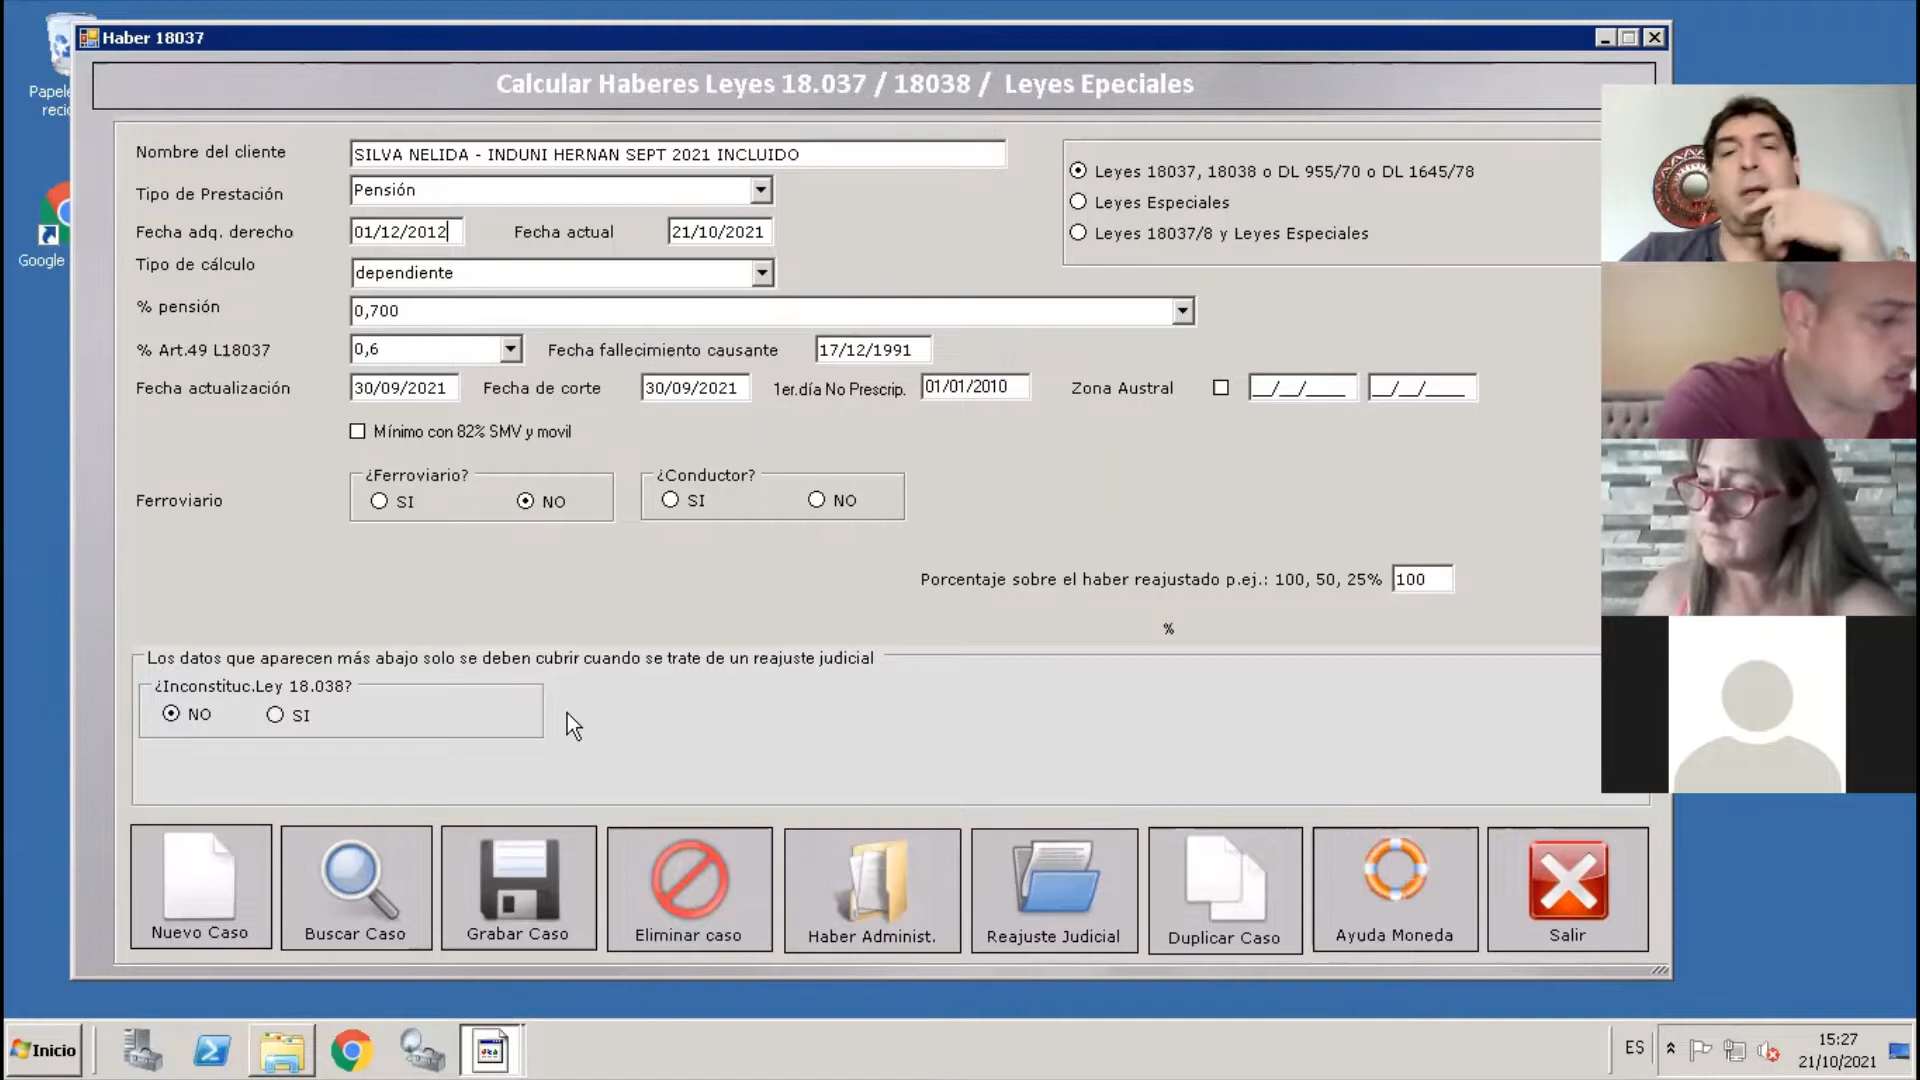 Haber 18037
Calcular Haberes Leyes 18.037 / 18038 / Leyes Epeciales
Papele
recic
Google
Nombre del cliente
SILVA NELIDA - INDUNI HERNAN SEPT 2021 INCLUIDO
Tipo de Prestación
Pensión
Fecha adq. derecho
01/12/2012
Fecha actual
21/10/2021
Tipo de cálculo
dependiente
% pensión
0,700
% Art.49 L18037
0,6
Fecha fallecimiento causante
17/12/1991
Fecha actualización
30/09/2021
Fecha de corte
30/09/2021
1er.día No Prescrip.
01/01/2010
Zona Austral
__/__/____
__/__/____
Leyes 18037, 18038 o DL 955/70 o DL 1645/78
Leyes Especiales
Leyes 18037/8 y Leyes Especiales
Mínimo con 82% SMV y movil
Ferroviario
¿Ferroviario?
SI
NO
¿Conductor?
SI
NO
Porcentaje sobre el haber reajustado p.ej.: 100, 50, 25%
100
%
Los datos que aparecen más abajo solo se deben cubrir cuando se trate de un reajuste judicial
¿Inconstituc.Ley 18.038?
NO
SI
Nuevo Caso
Buscar Caso
Grabar Caso
Eliminar caso
Haber Administ.
Reajuste Judicial
Duplicar Caso
Ayuda Moneda
Salir
Inicio
ES
15:27
21/10/2021